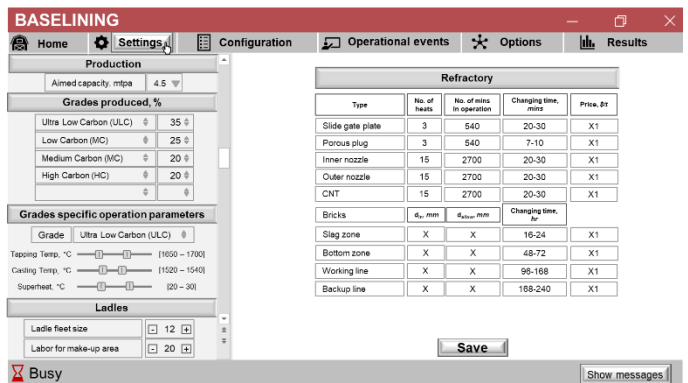 BASELINING
Home Settings Configuration Operational events Options Results
Production
Aimed capacity, mtpa 4.5
Grades produced, %
Ultra Low Carbon (ULC) 35
Low Carbon (MC) 25
Medium Carbon (MC) 20
High Carbon (HC) 20
Grades specific operation parameters
Grade Ultra Low Carbon (ULC)
Tapping Temp, °C [1650 – 1700]
Casting Temp, °C [1520 – 1540]
Superheat, °C [20 – 30]
Ladles
Ladle fleet size - 12 +
Labor for make-up area - 20 +
Refractory
Type No. of heats No. of mins in operation Changing time, mins Price, $/t
Slide gate plate 3 540 20-30 X1
Porous plug 3 540 7-10 X1
Inner nozzle 15 2700 20-30 X1
Outer nozzle 15 2700 20-30 X1
CNT 15 2700 20-30 X1
Bricks mm mm Changing time, hr
Slag zone X X 16-24 X1
Bottom zone X X 48-72 X1
Working line X X 96-168 X1
Backup line X X 168-240 X1
Save
Busy
Show messages